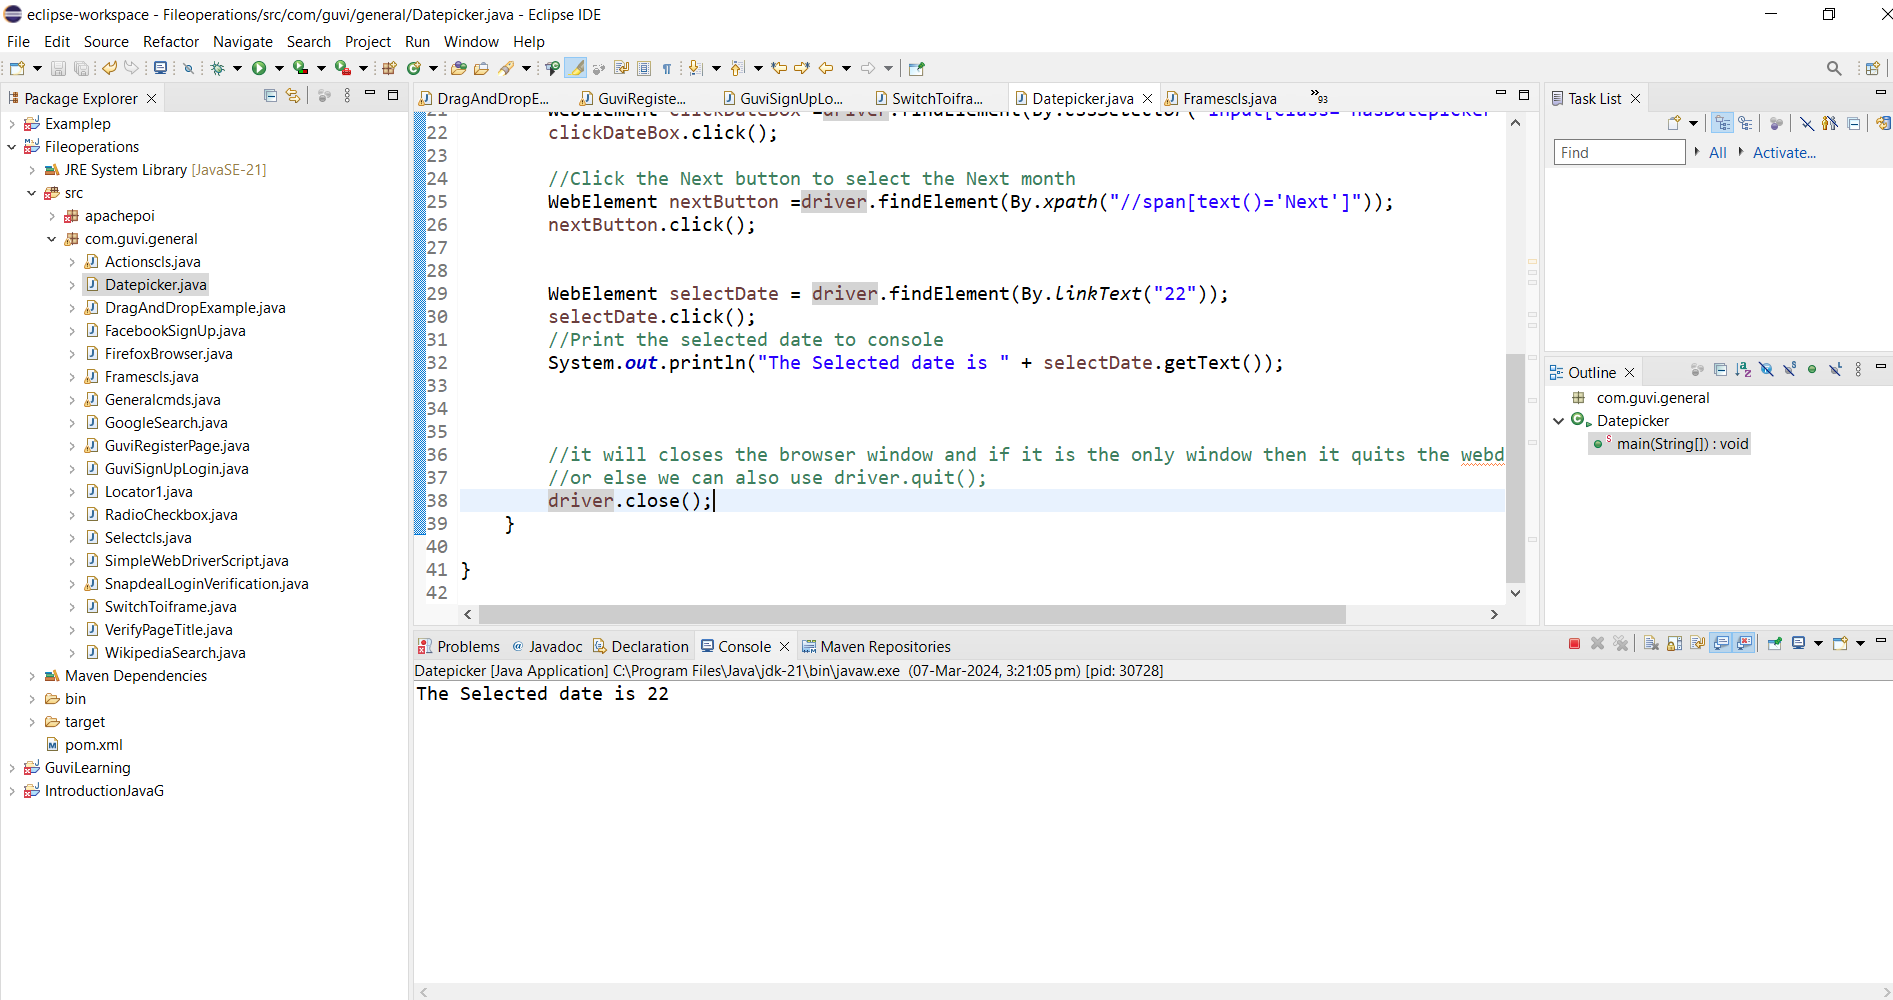 eclipse-workspace - Fileoperations/src/com/guvi/general/Datepicker.java - Eclipse IDE
File Edit Source Refactor Navigate Search Project Run Window Help
Package Explorer
Examplep
Fileoperations
JRE System Library [JavaSE-21]
src
apachepoi
com.guvi.general
Actionscls.java
Datepicker.java
DragAndDropExample.java
FacebookSignUp.java
FirefoxBrowser.java
Framescls.java
Generalcmds.java
GoogleSearch.java
GuviRegisterPage.java
GuviSignUpLogin.java
Locator1.java
RadioCheckbox.java
Selectcls.java
SimpleWebDriverScript.java
SnapdealLoginVerification.java
SwitchToiframe.java
VerifyPageTitle.java
WikipediaSearch.java
Maven Dependencies
bin
target
pom.xml
GuviLearning
IntroductionJavaG
DragAndDropE... GuviRegiste... GuviSignUpLo... SwitchToifra... Datepicker.java Framescls.java 93
21 WebElement clickDateBox =driver.findElement(By.cssSelector("input[class='hasDatepicker
22 clickDateBox.click();
23
24 //Click the Next button to select the Next month
25 WebElement nextButton =driver.findElement(By.xpath("//span[text()='Next']"));
26 nextButton.click();
27
28
29 WebElement selectDate = driver.findElement(By.linkText("22"));
30 selectDate.click();
31 //Print the selected date to console
32 System.out.println("The Selected date is " + selectDate.getText());
33
34
35
36 //it will closes the browser window and if it is the only window then it quits the webd
37 //or else we can also use driver.quit();
38 driver.close();
39 }
40
41 }
42
Problems Javadoc Declaration Console Maven Repositories
Datepicker [Java Application] C:\Program Files\Java\jdk-21\bin\javaw.exe (07-Mar-2024, 3:21:05 pm) [pid: 30728]
The Selected date is 22
Task List
Find All Activate...
Outline
com.guvi.general
Datepicker
main(String[]) : void